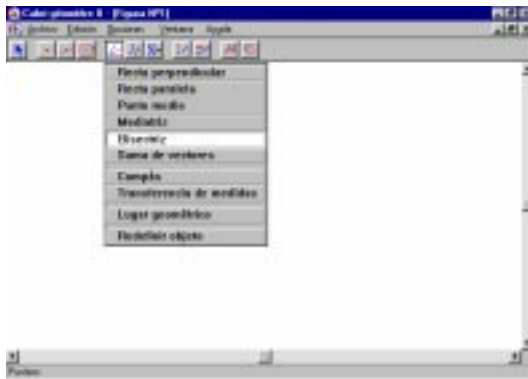 Cabri-géomètre II - [Figura Nº1]
Archivo Edición Opciones Ventana Ayuda
Recta perpendicular
Recta paralela
Punto medio
Mediatriz
Bisectriz
Suma de vectores
Compás
Transferencia de medidas
Lugar geométrico
Redefinir objeto
Puntero